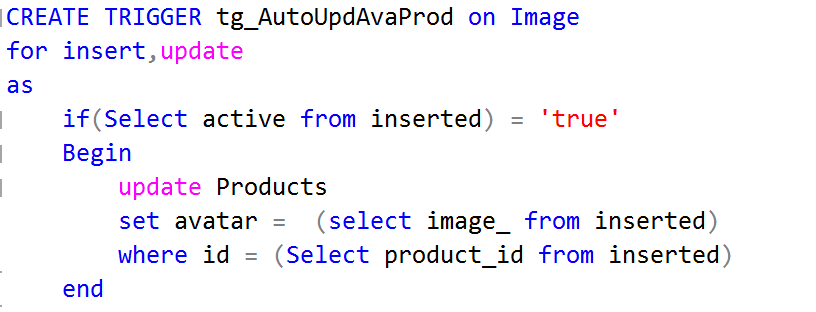 CREATE TRIGGER tg_AutoUpdAvaProd on Image
for insert,update
as
if(Select active from inserted) = 'true'
Begin
update Products
set avatar =  (select image_ from inserted)
where id = (Select product_id from inserted)
end